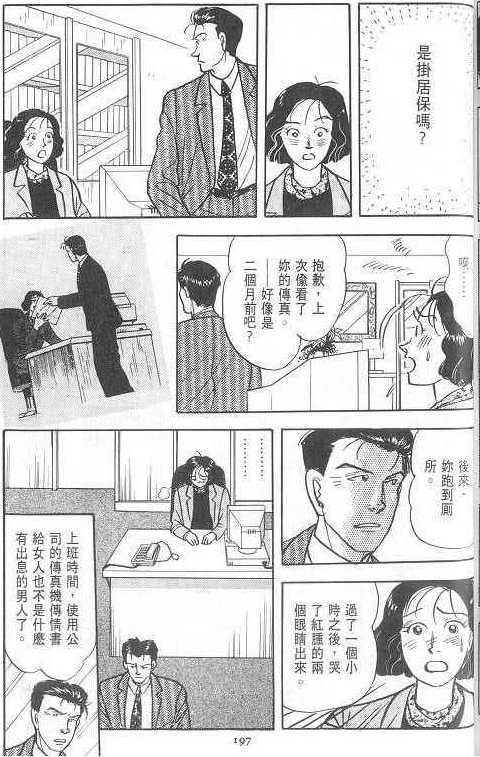 是掛居保嗎？
哎……
抱歉，上
次偸看了
妳的傳真。
——好像是
二個月前吧？
後來，
妳跑到厠
所。
過了一個小
時之後，哭
了紅腫的兩
個眼睛出來。
…………
上班時間，使用公
司的傳真機傳情書
給女人也不是什麼
有出息的男人了。
197